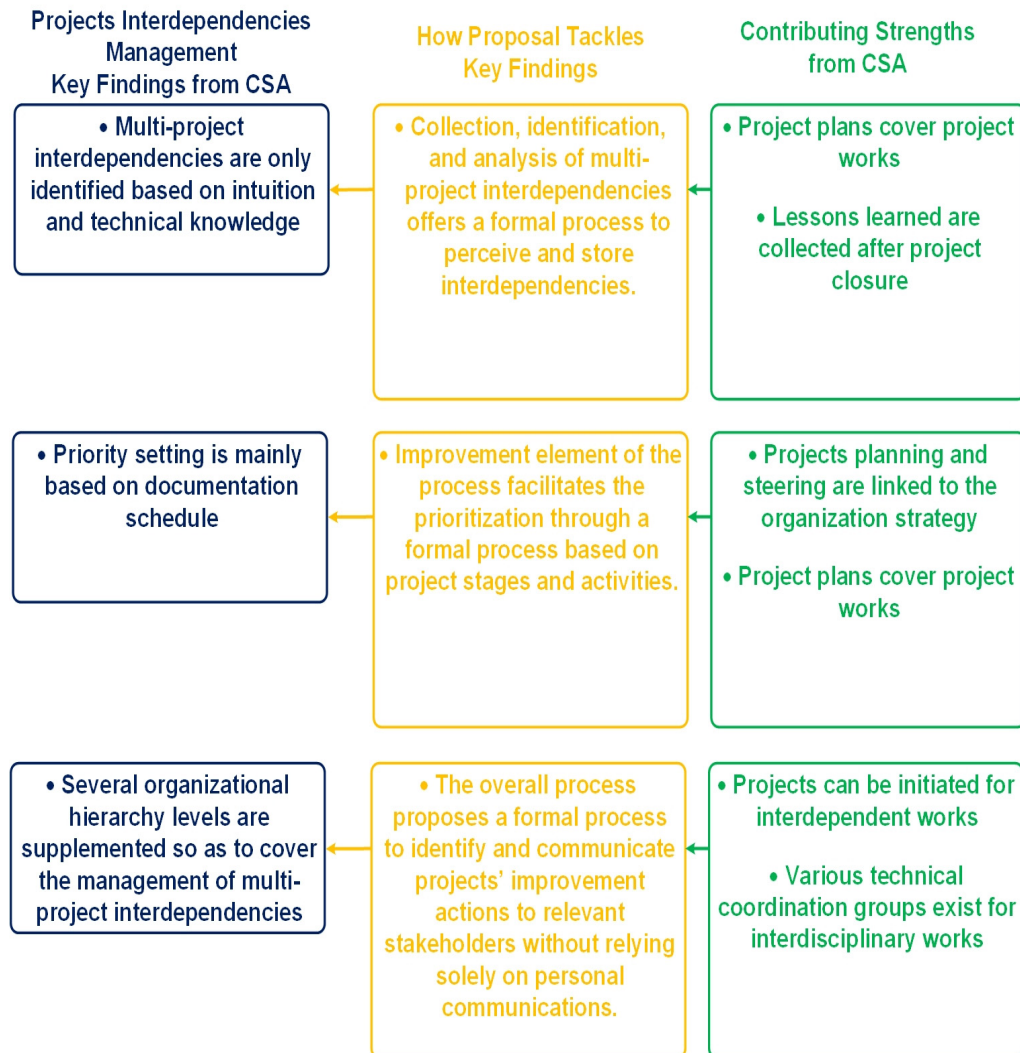 Projects Interdependencies
Management
Key Findings from CSA
How Proposal Tackles
Key Findings
Contributing Strengths
from CSA
• Multi-project
interdependencies are only
identified based on intuition
and technical knowledge
• Collection, identification,
and analysis of multi-
project interdependencies
offers a formal process to
perceive and store
interdependencies.
• Project plans cover project
works
• Lessons learned are
collected after project
closure
• Priority setting is mainly
based on documentation
schedule
• Improvement element of the
process facilitates the
prioritization through a
formal process based on
project stages and activities.
• Projects planning and
steering are linked to the
organization strategy
• Project plans cover project
works
• Several organizational
hierarchy levels are
supplemented so as to cover
the management of multi-
project interdependencies
• The overall process
proposes a formal process
to identify and communicate
projects’ improvement
actions to relevant
stakeholders without relying
solely on personal
communications.
• Projects can be initiated for
interdependent works
• Various technical
coordination groups exist for
interdisciplinary works